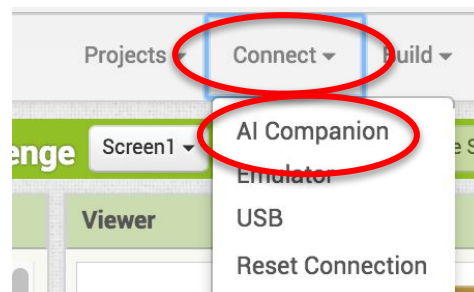 Projects Connect Build
AI Companion
enge Screen1 e S
Emulator
Viewer USB
Reset Connection